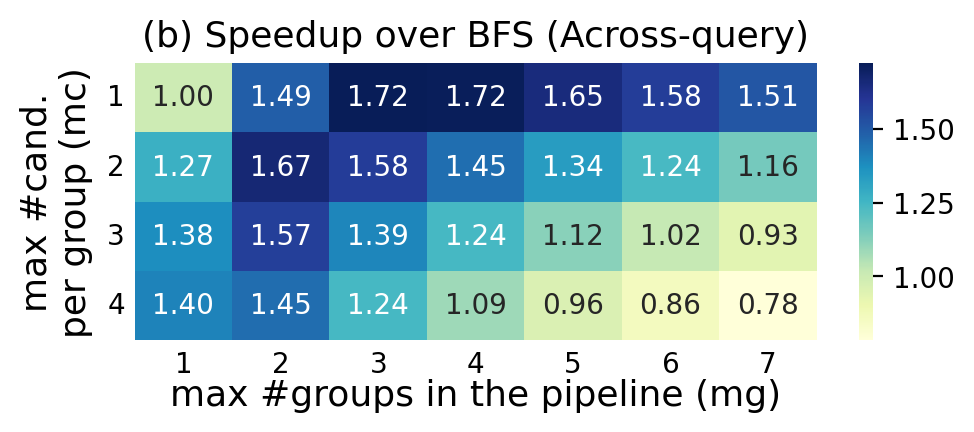 (b) Speedup over BFS (Across-query)
max #cand.
per group (mc)
1 1.00 1.49 1.72 1.72 1.65 1.58 1.51
2 1.27 1.67 1.58 1.45 1.34 1.24 1.16
3 1.38 1.57 1.39 1.24 1.12 1.02 0.93
4 1.40 1.45 1.24 1.09 0.96 0.86 0.78
1 2 3 4 5 6 7
max #groups in the pipeline (mg)
1.50
1.25
1.00